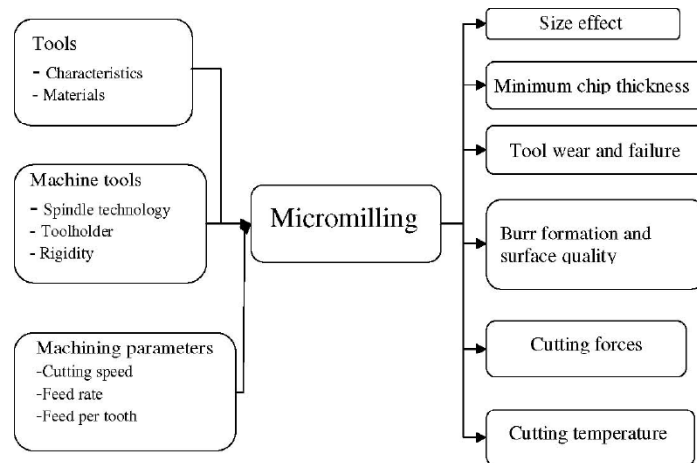 Tools
- Characteristics
- Materials
Machine tools
- Spindle technology
- Toolholder
- Rigidity
Machining parameters
-Cutting speed
-Feed rate
-Feed per tooth
Micromilling
Size effect
Minimum chip thickness
Tool wear and failure
Burr formation and
surface quality
Cutting forces
Cutting temperature